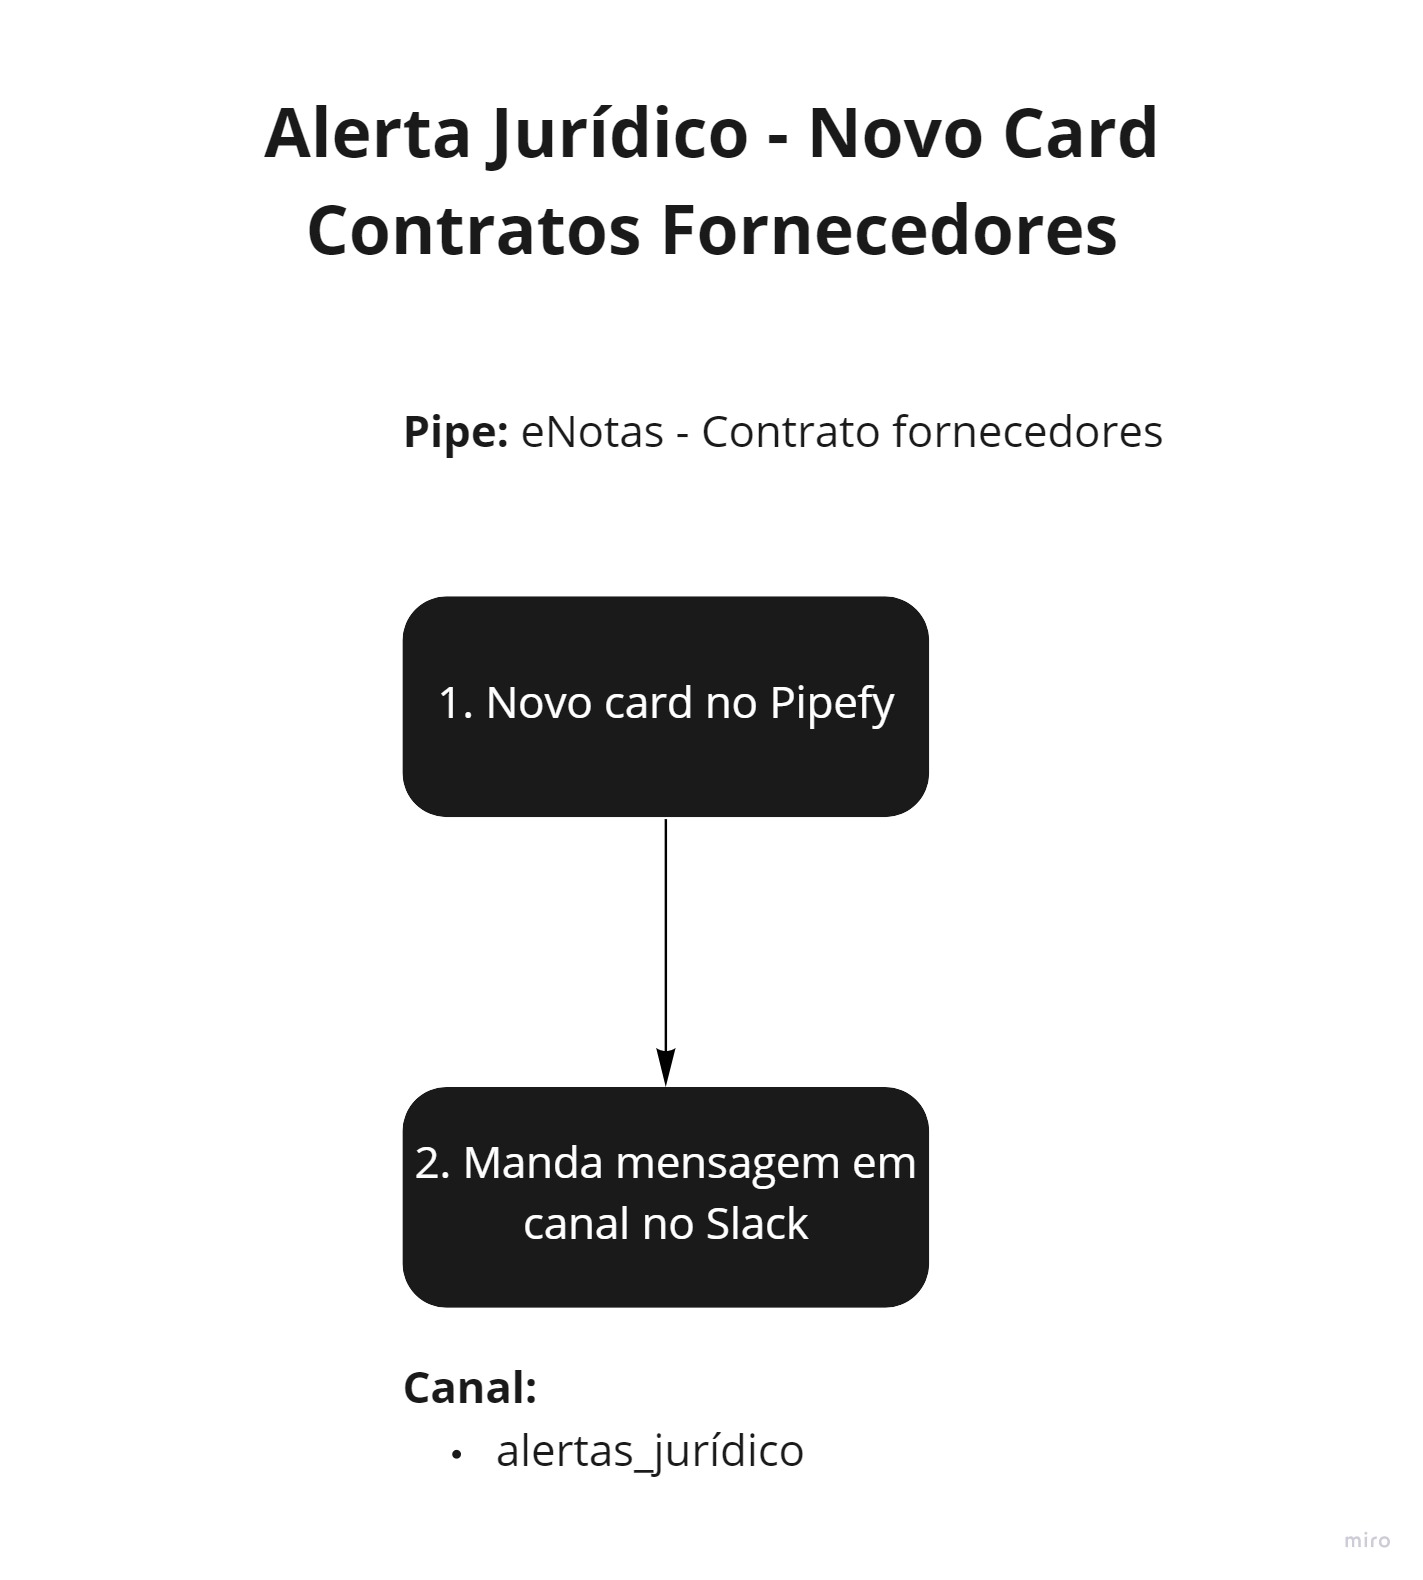 Alerta Jurídico - Novo Card
Contratos Fornecedores
Pipe: eNotas - Contrato fornecedores
1. Novo card no Pipefy
2. Manda mensagem em
canal no Slack
Canal:
• alertas_jurídico
miro